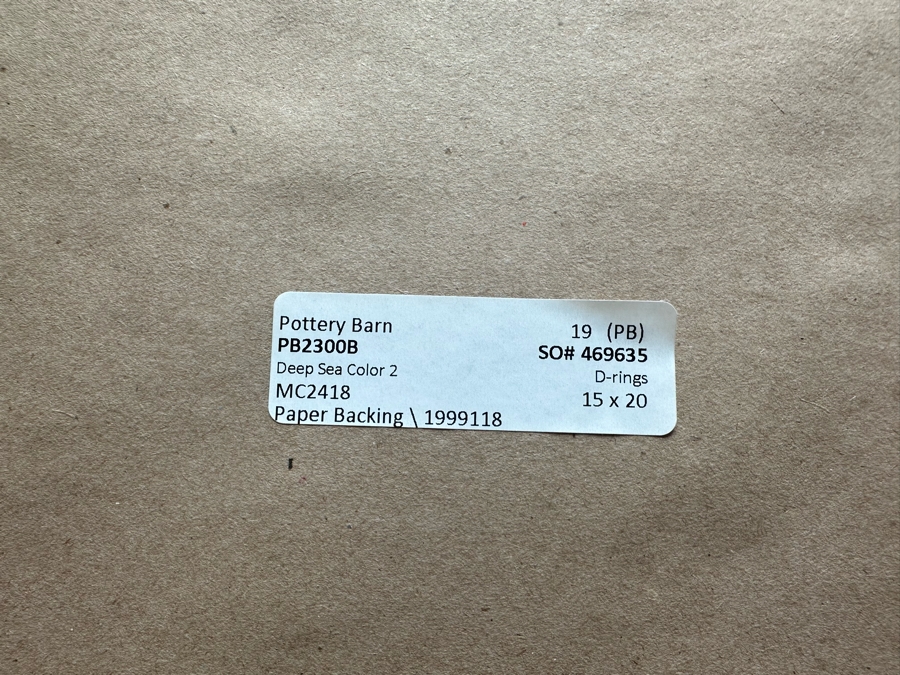 Pottery Barn 19 (PB)
PB2300B SO# 469635
Deep Sea Color 2 D-rings
MC2418 15 x 20
Paper Backing \ 1999118